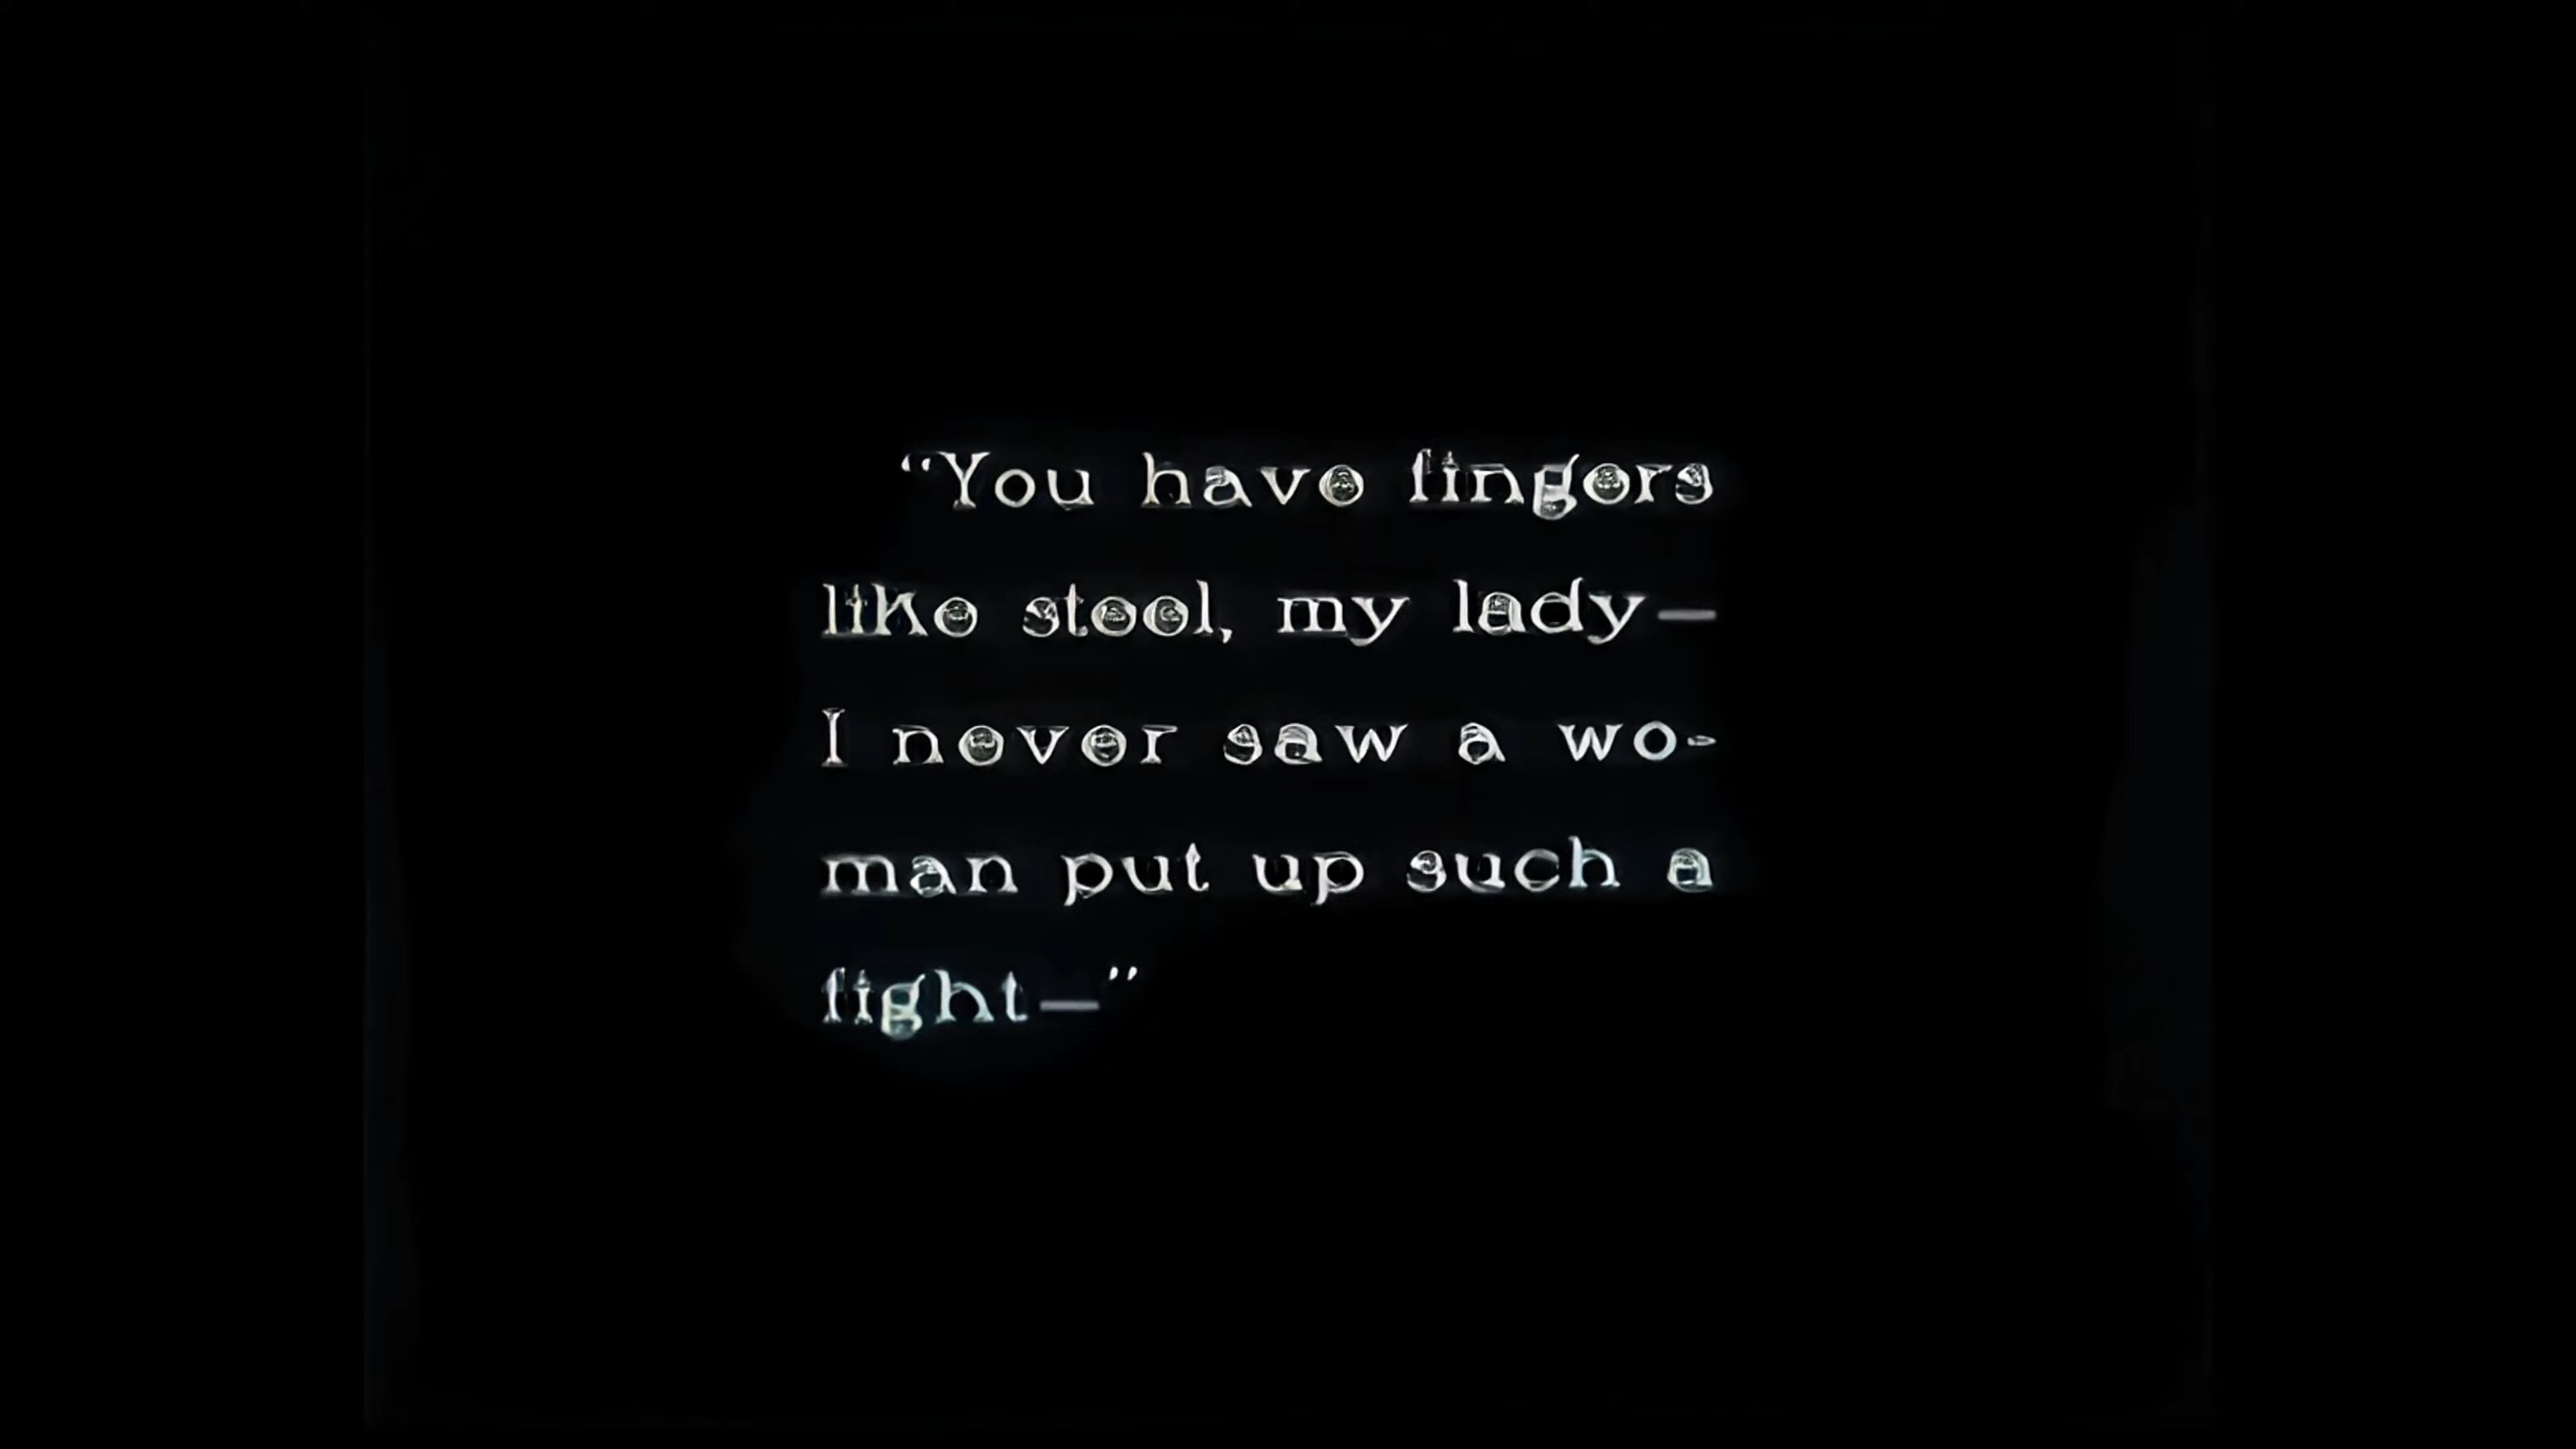 “You have fingers
like steel, my lady—
I never saw a wo-
man put up such a
fight—”